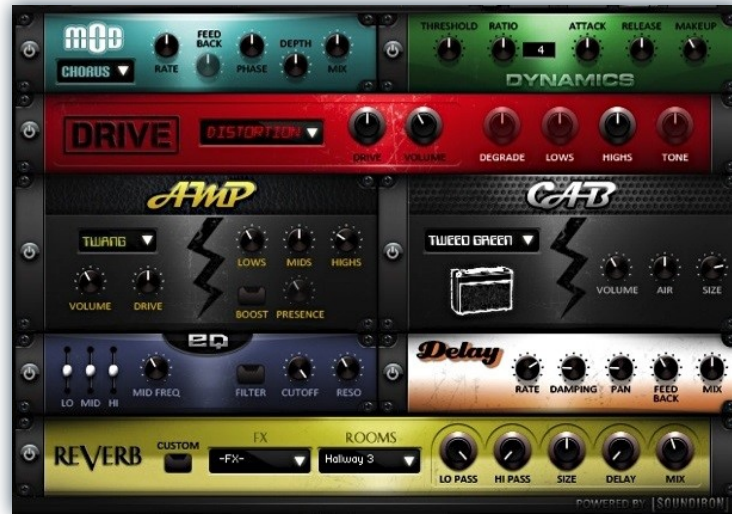 MOD
CHORUS
RATE
FEED
BACK
PHASE
DEPTH
MIX
THRESHOLD
RATIO
4
ATTACK
RELEASE
MAKEUP
DYNAMICS
DRIVE
DISTORTION
DRIVE
VOLUME
DEGRADE
LOWS
HIGHS
TONE
AMP
TWANG
VOLUME
DRIVE
LOWS
MIDS
HIGHS
BOOST
PRESENCE
CAB
TWEED GREEN
VOLUME
AIR
SIZE
EQ
LO
MID
HI
MID FREQ
FILTER
CUTOFF
RESO
Delay
RATE
DAMPING
PAN
FEED
BACK
MIX
REVERB
CUSTOM
FX
-FX-
ROOMS
Hallway 3
LO PASS
HI PASS
SIZE
DELAY
MIX
POWERED BY [SOUNDIRON]